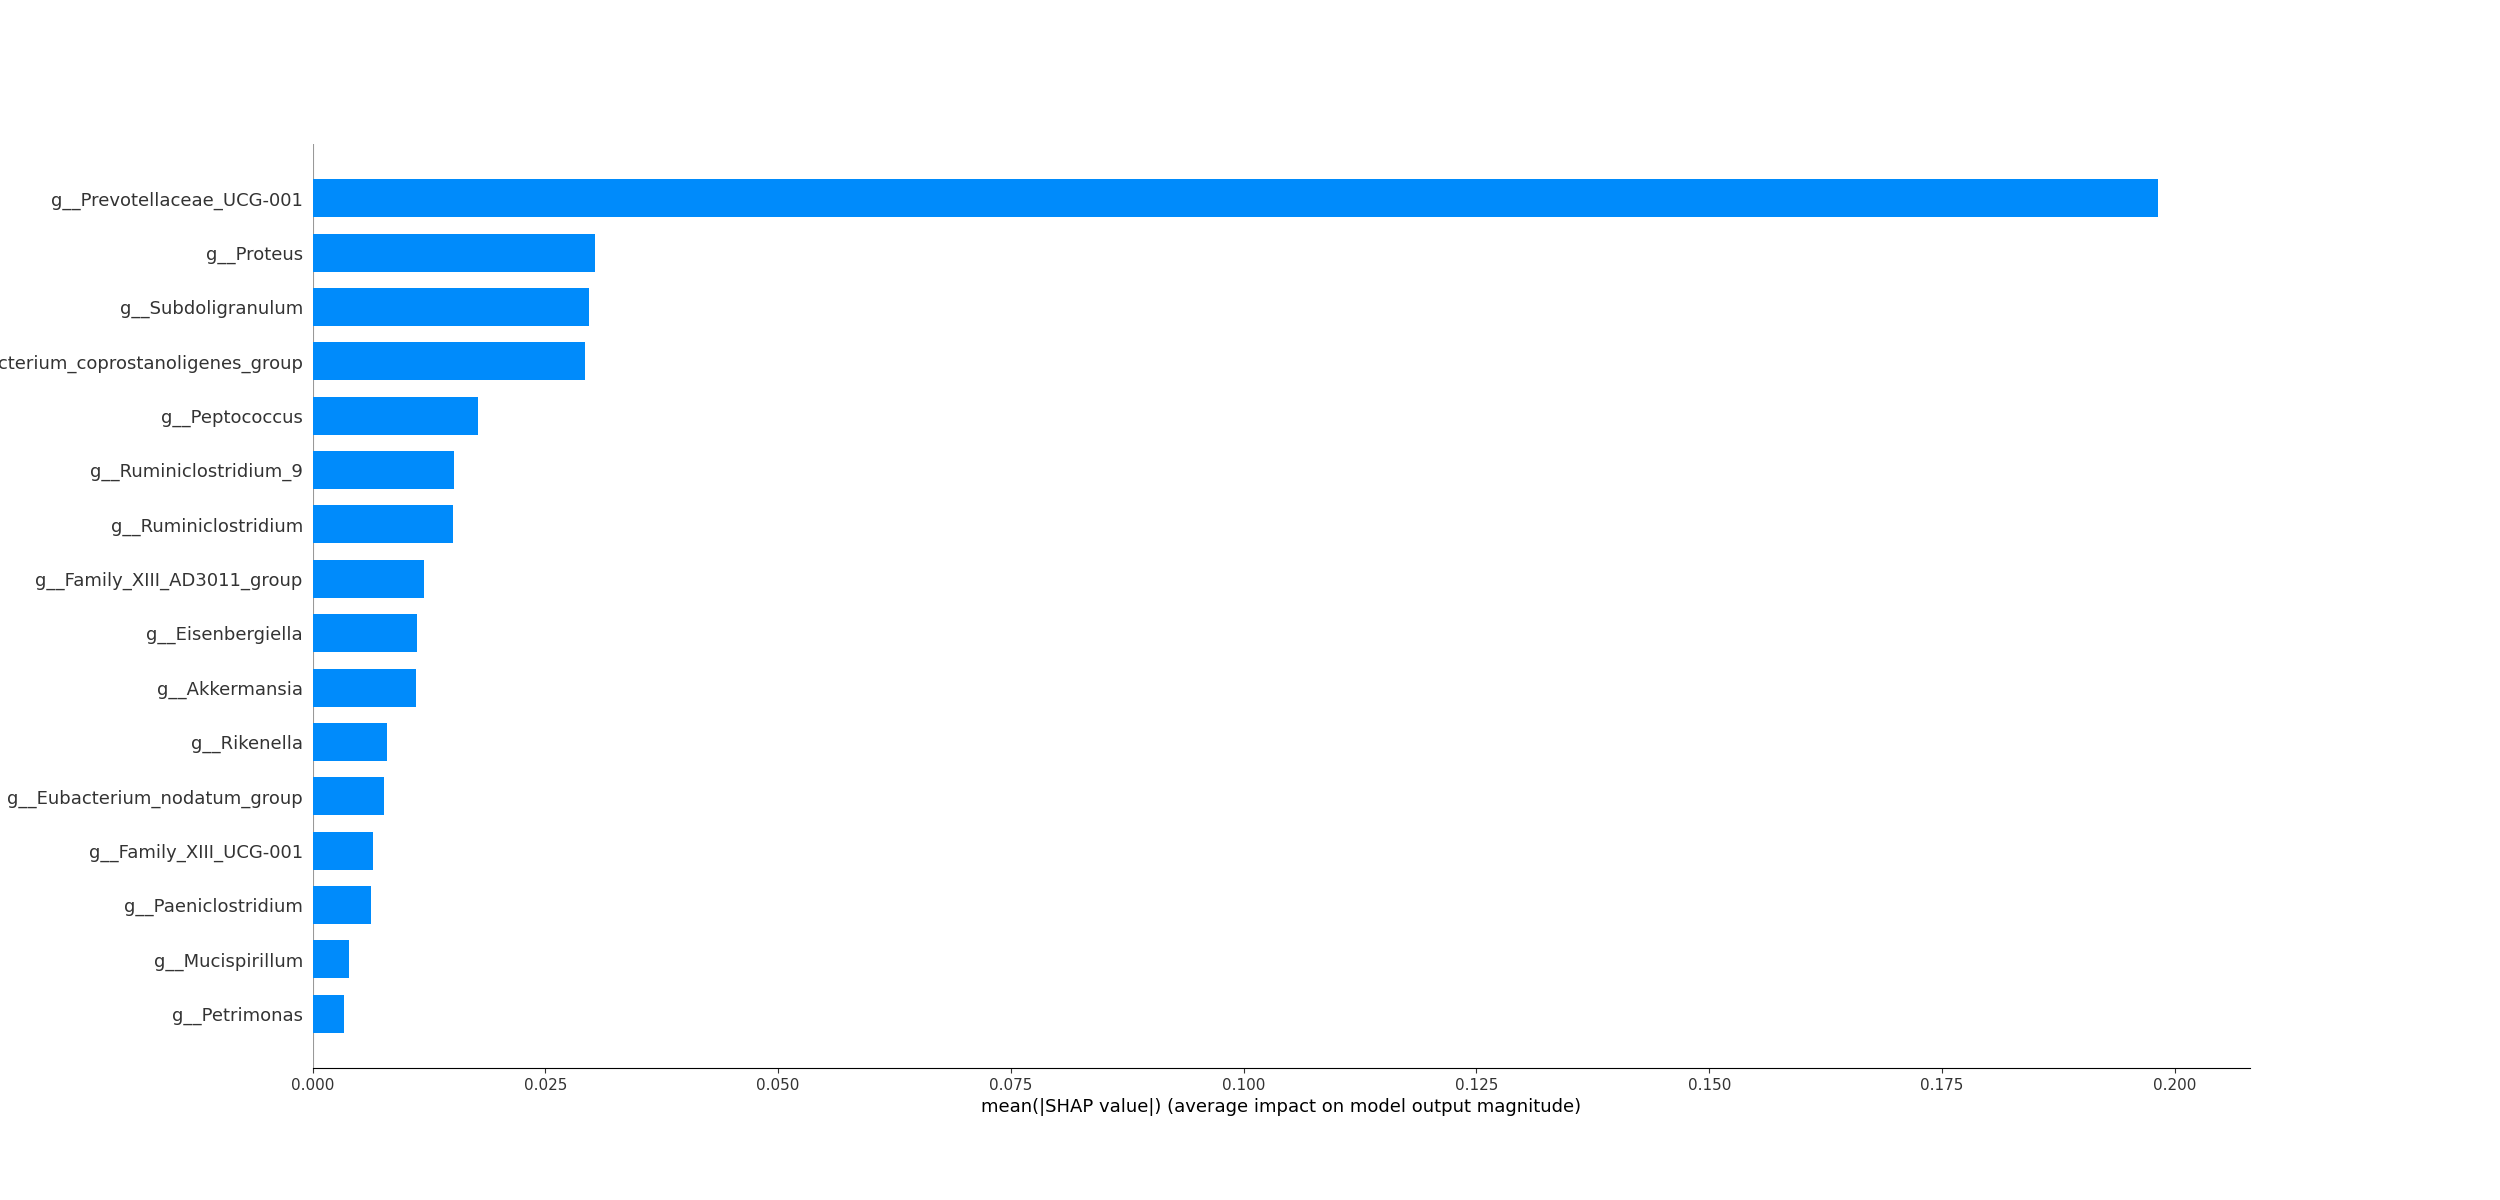 g__Prevotellaceae_UCG-001
g__Proteus
g__Subdoligranulum
cterium_coprostanoligenes_group
g__Peptococcus
g__Ruminiclostridium_9
g__Ruminiclostridium
g__Family_XIII_AD3011_group
g__Eisenbergiella
g__Akkermansia
g__Rikenella
g__Eubacterium_nodatum_group
g__Family_XIII_UCG-001
g__Paeniclostridium
g__Mucispirillum
g__Petrimonas
0.000 0.025 0.050 0.075 0.100 0.125 0.150 0.175 0.200
mean(|SHAP value|) (average impact on model output magnitude)